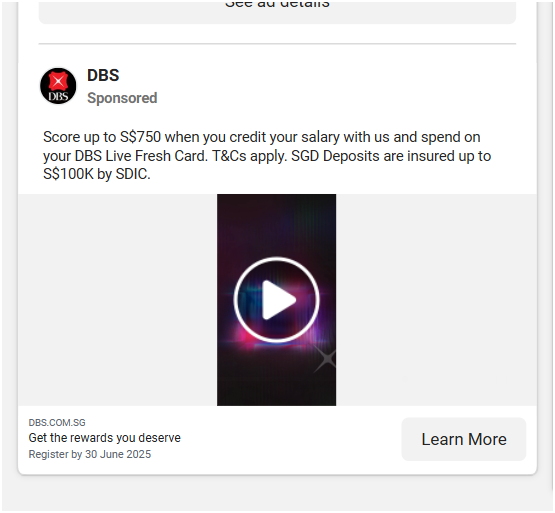 See ad details
DBS
DBS
Sponsored
Score up to S$750 when you credit your salary with us and spend on
your DBS Live Fresh Card. T&Cs apply. SGD Deposits are insured up to
S$100K by SDIC.
DBS.COM.SG
Get the rewards you deserve
Register by 30 June 2025
Learn More